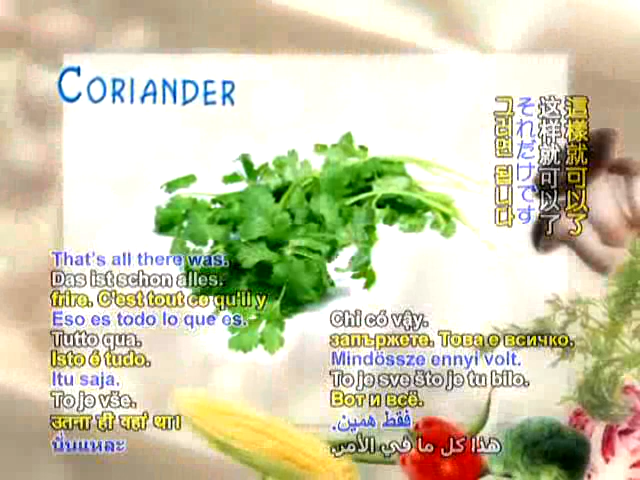 CORIANDER
這樣就可以了
这样就可以了
それだけです
그러면 됩니다
That's all there was.
Das ist schon alles.
frire. C'est tout ce qu'il y
Eso es todo lo que es.
Tutto qua.
Isto é tudo.
Itu saja.
To je vše.
उतना ही यहां था।
นั่นแหละ
Chỉ có vậy.
запържете. Това е всичко.
Mindössze ennyi volt.
To je sve što je tu bilo.
Вот и всё.
فقط همین.
هذا كل ما في الأمر.